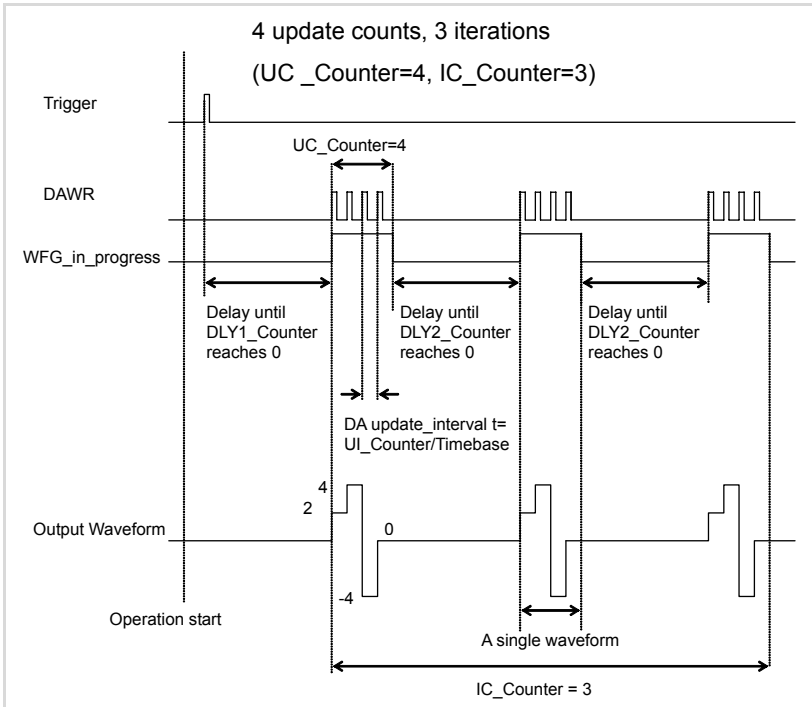 4 update counts, 3 iterations
(UC _Counter=4, IC_Counter=3)
Trigger
UC_Counter=4
DAWR
WFG_in_progress
Delay until
DLY1_Counter
reaches 0
Delay until
DLY2_Counter
reaches 0
Delay until
DLY2_Counter
reaches 0
DA update_interval t=
UI_Counter/Timebase
4
2
0
Output Waveform
-4
Operation start
A single waveform
IC_Counter = 3